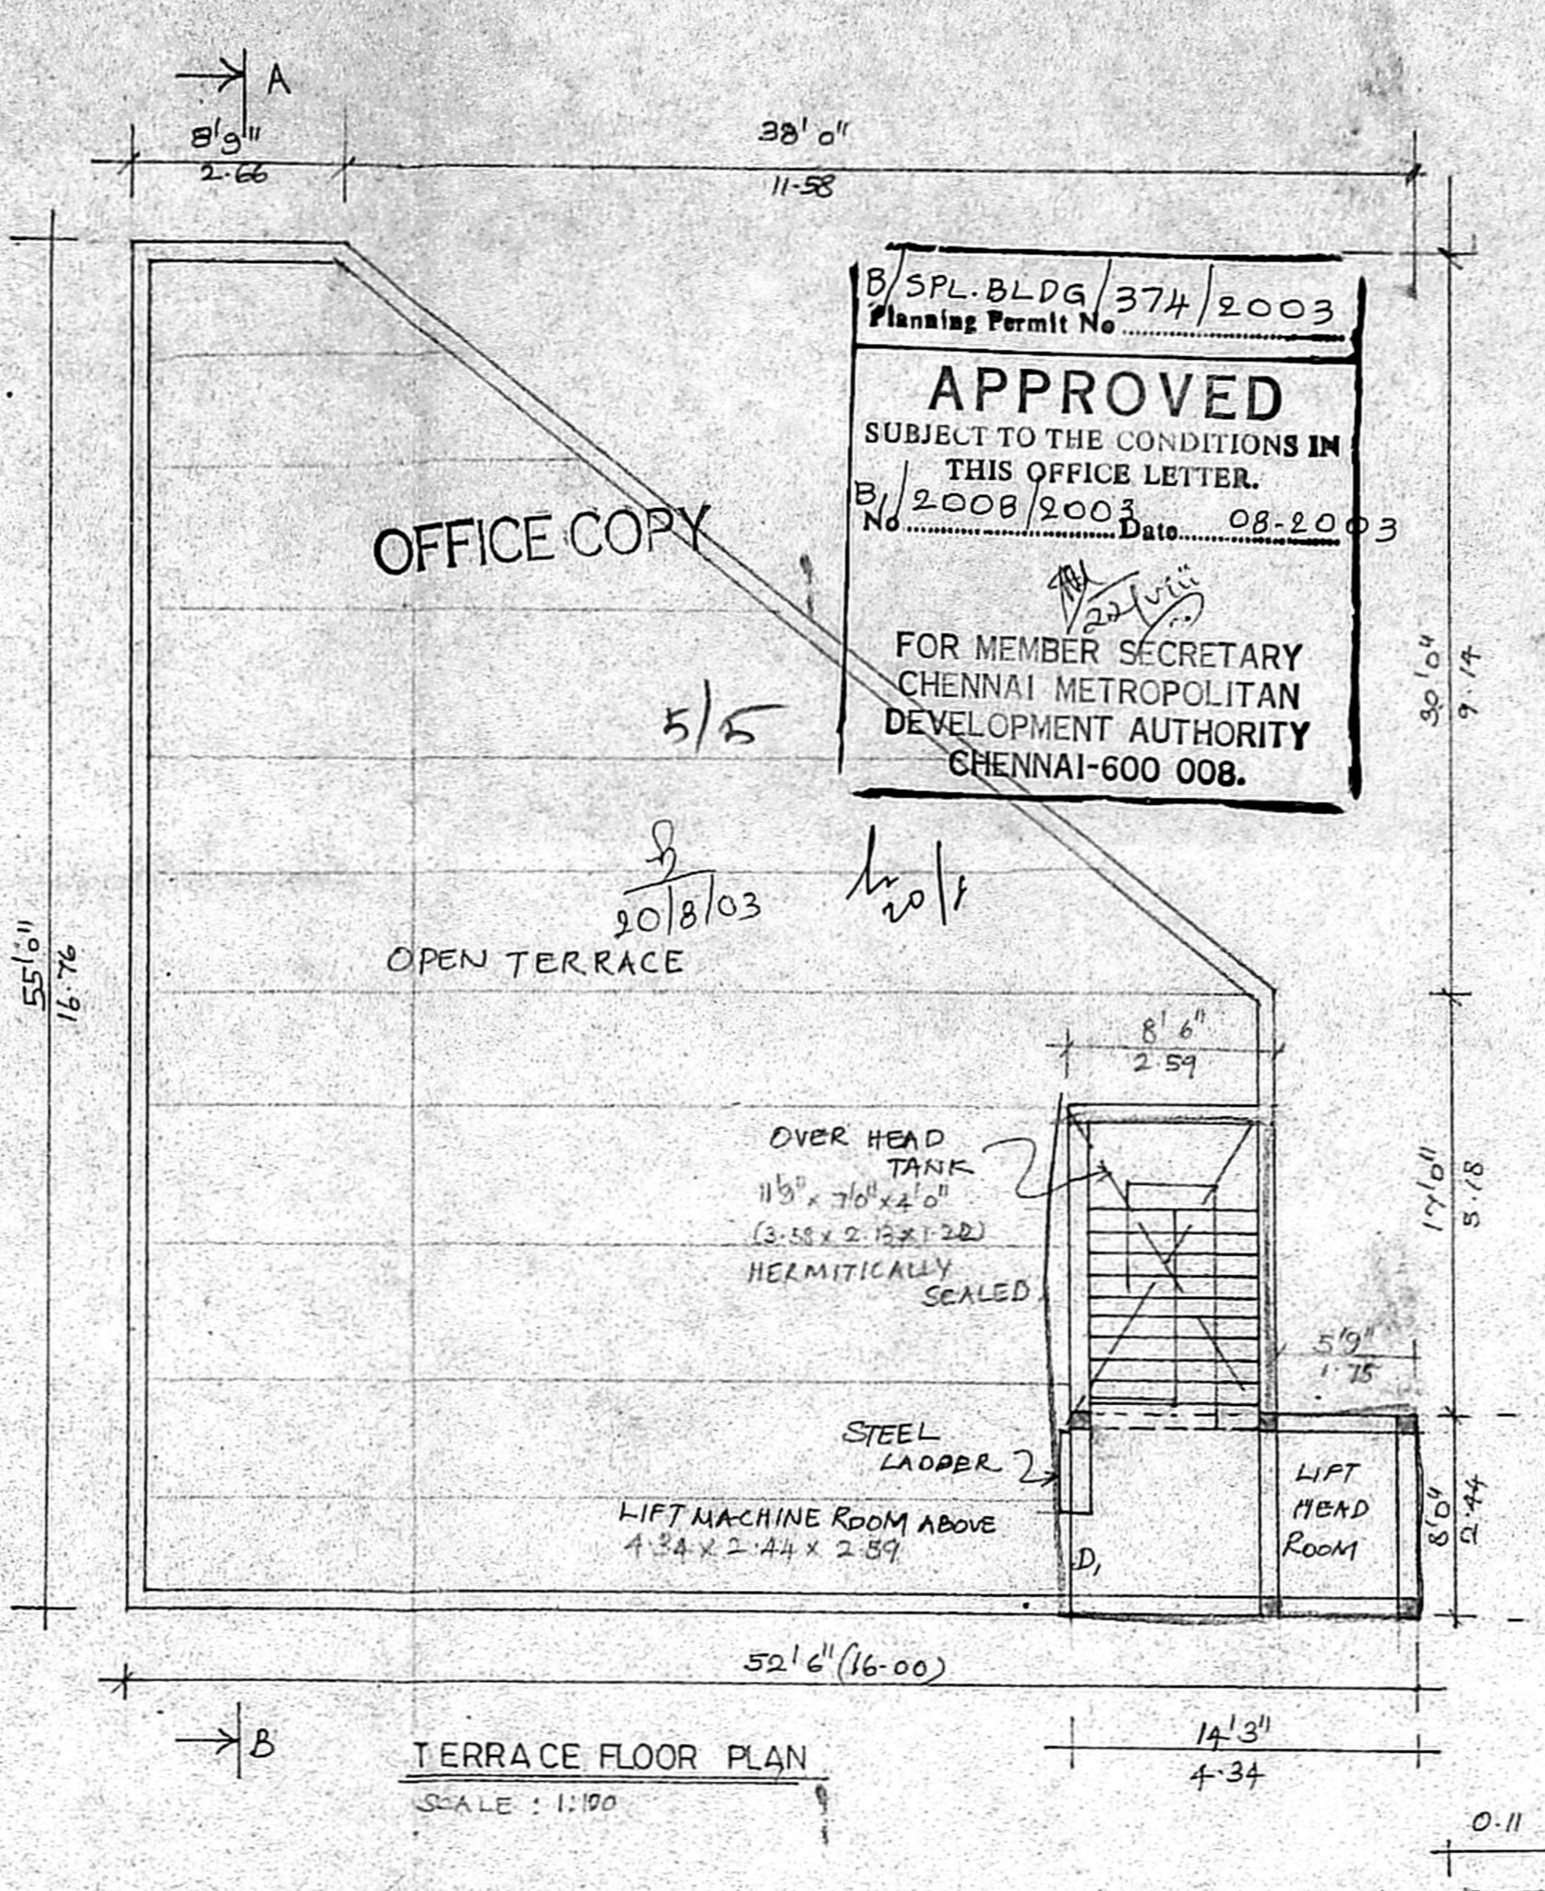 A
8'9"
2.66
38'0"
11-58
B/SPL.BLDG/374/2003
Planning Permit No
APPROVED
SUBJECT TO THE CONDITIONS IN
THIS OFFICE LETTER.
B1/2008/2003
No Date 08-2003
22/viii
FOR MEMBER SECRETARY
CHENNAI METROPOLITAN
DEVELOPMENT AUTHORITY
CHENNAI-600 008.
OFFICE COPY
5/5
30'0"
9.14
20/8/03
20/8
OPEN TERRACE
55'0"
16.76
8'6"
2.59
OVER HEAD
TANK
11'9" x 7'0" x 4'0"
(3.58 x 2.13 x 1.22)
HERMITICALLY
SEALED
17'0"
5.18
5'9"
1.75
STEEL
LADDER
LIFT MACHINE ROOM ABOVE
4.34 x 2.44 x 2.59
D1
LIFT
HEAD
ROOM
8'0"
2.44
52'6" (16-00)
B
14'3"
4.34
TERRACE FLOOR PLAN
SCALE : 1:100
0.11